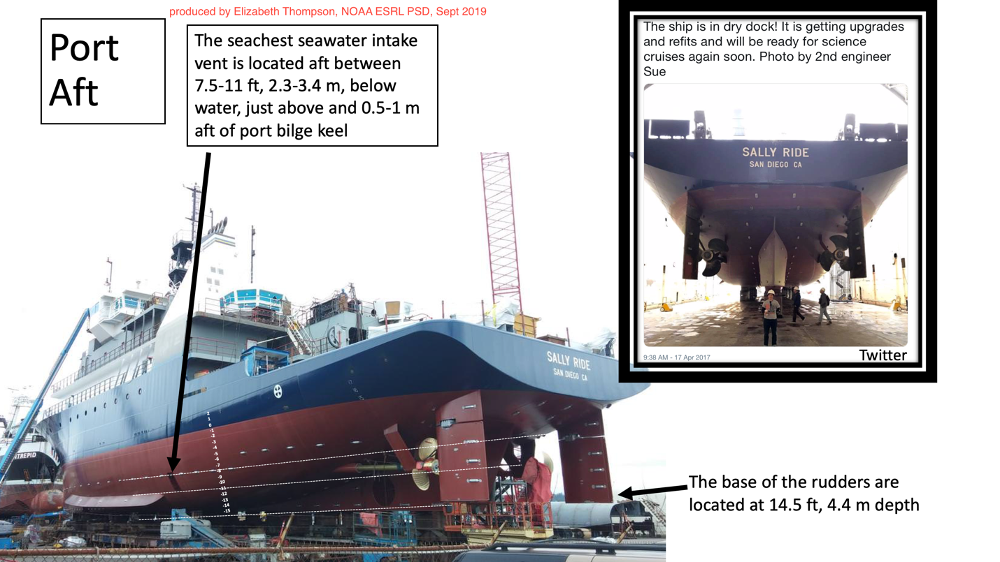 produced by Elizabeth Thompson, NOAA ESRL PSD, Sept 2019
Port
Aft
The seachest seawater intake
vent is located aft between
7.5-11 ft, 2.3-3.4 m, below
water, just above and 0.5-1 m
aft of port bilge keel
The ship is in dry dock! It is getting upgrades
and refits and will be ready for science
cruises again soon. Photo by 2nd engineer
Sue
SALLY RIDE
SAN DIEGO CA
9:38 AM - 17 Apr 2017
Twitter
SALLY RIDE
SAN DIEGO CA
2
1
0
-1
-2
-3
-4
-5
-6
-7
-8
-9
-10
-11
-12
-13
-14
-15
The base of the rudders are
located at 14.5 ft, 4.4 m depth